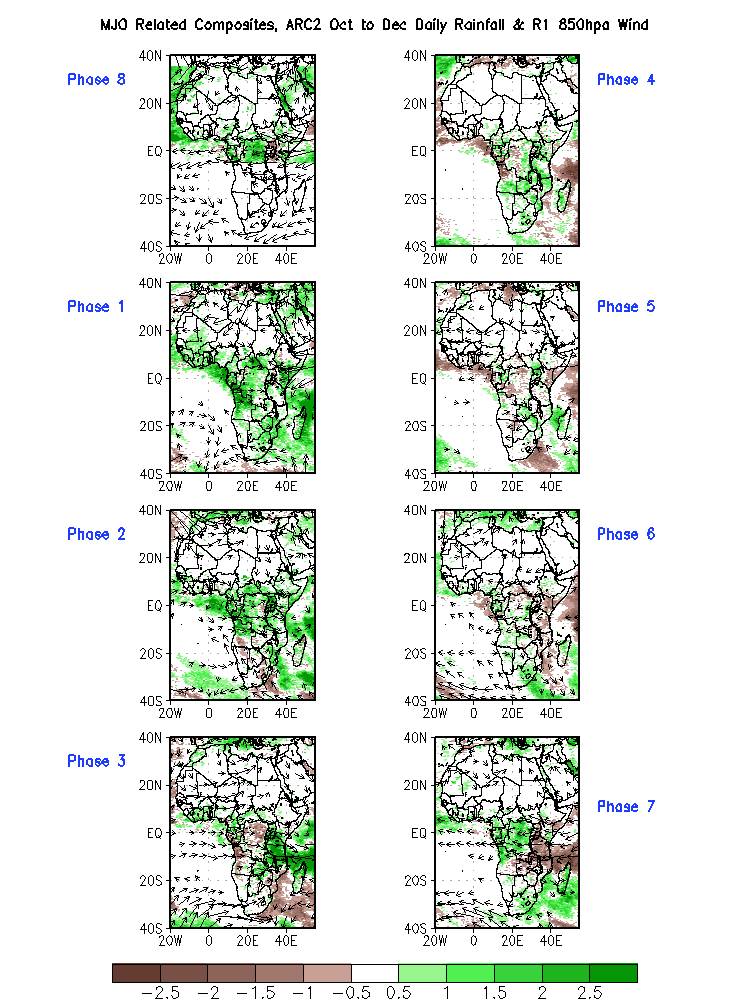 MJO Related Composites, ARC2 Oct to Dec Daily Rainfall & R1 850hpa Wind
Phase 8
40N
20N
EQ
20S
40S
20W 0 20E 40E
Phase 4
40N
20N
EQ
20S
40S
20W 0 20E 40E
Phase 1
40N
20N
EQ
20S
40S
20W 0 20E 40E
Phase 5
40N
20N
EQ
20S
40S
20W 0 20E 40E
Phase 2
40N
20N
EQ
20S
40S
20W 0 20E 40E
Phase 6
40N
20N
EQ
20S
40S
20W 0 20E 40E
Phase 3
40N
20N
EQ
20S
40S
20W 0 20E 40E
Phase 7
40N
20N
EQ
20S
40S
20W 0 20E 40E
-2.5 -2 -1.5 -1 -0.5 0.5 1 1.5 2 2.5